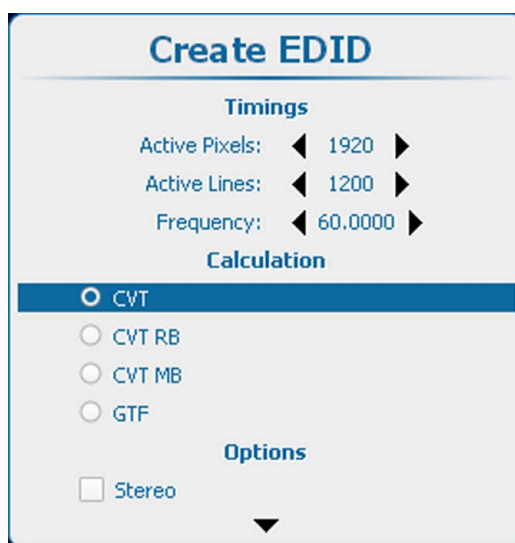 Create EDID
Timings
Active Pixels: 1920
Active Lines: 1200
Frequency: 60.0000
Calculation
CVT
CVT RB
CVT MB
GTF
Options
Stereo